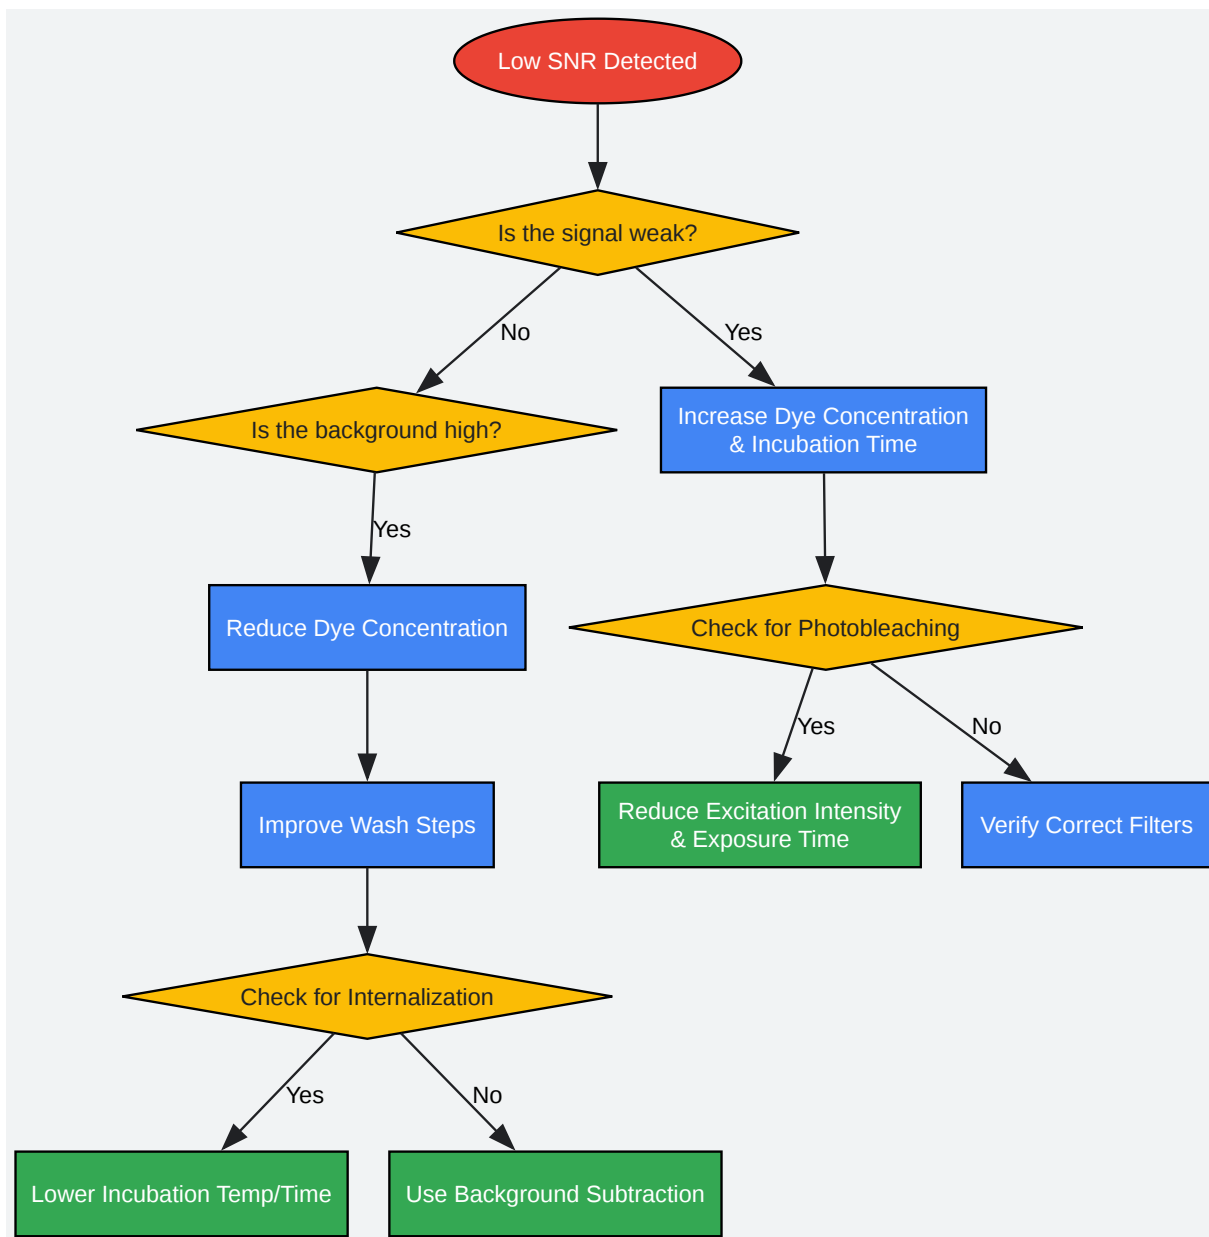 Low SNR Detected
Is the signal weak?
No
Yes
Is the background high?
Increase Dye Concentration
& Incubation Time
Yes
Reduce Dye Concentration
Check for Photobleaching
Yes
No
Improve Wash Steps
Reduce Excitation Intensity
& Exposure Time
Verify Correct Filters
Check for Internalization
Yes
No
Lower Incubation Temp/Time
Use Background Subtraction